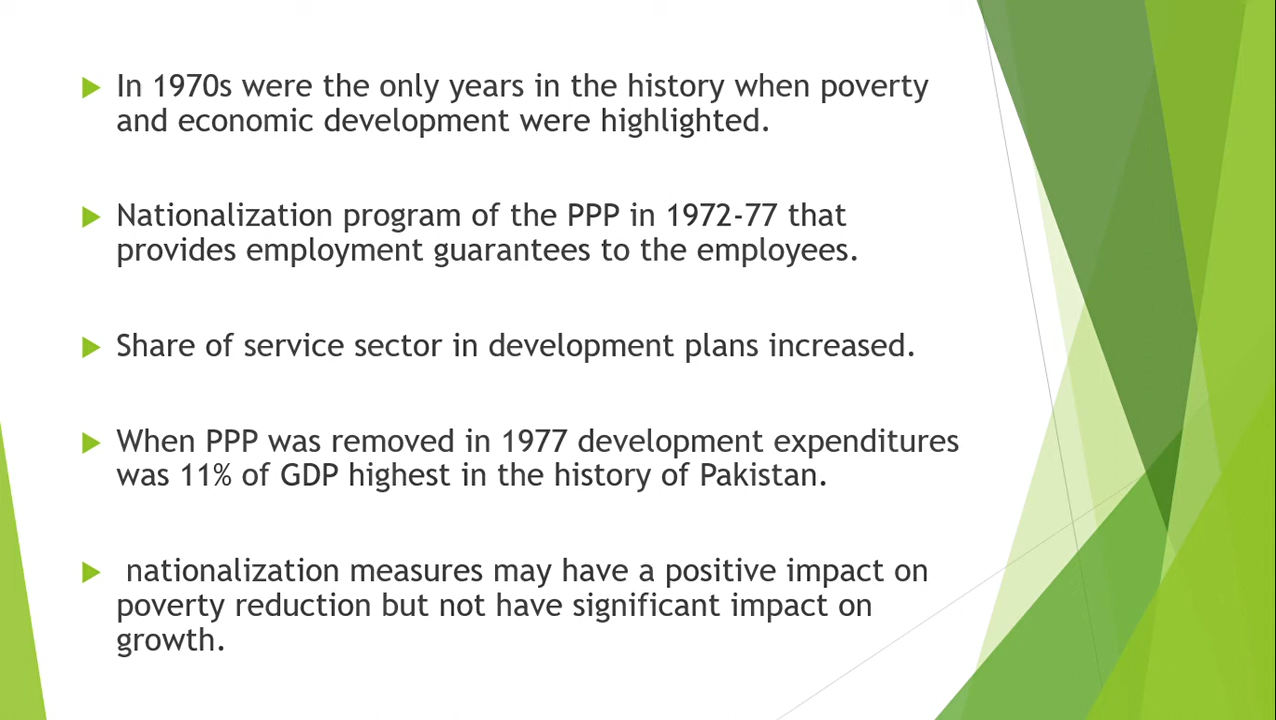 In 1970s were the only years in the history when poverty
and economic development were highlighted.
Nationalization program of the PPP in 1972-77 that
provides employment guarantees to the employees.
Share of service sector in development plans increased.
When PPP was removed in 1977 development expenditures
was 11% of GDP highest in the history of Pakistan.
nationalization measures may have a positive impact on
poverty reduction but not have significant impact on
growth.